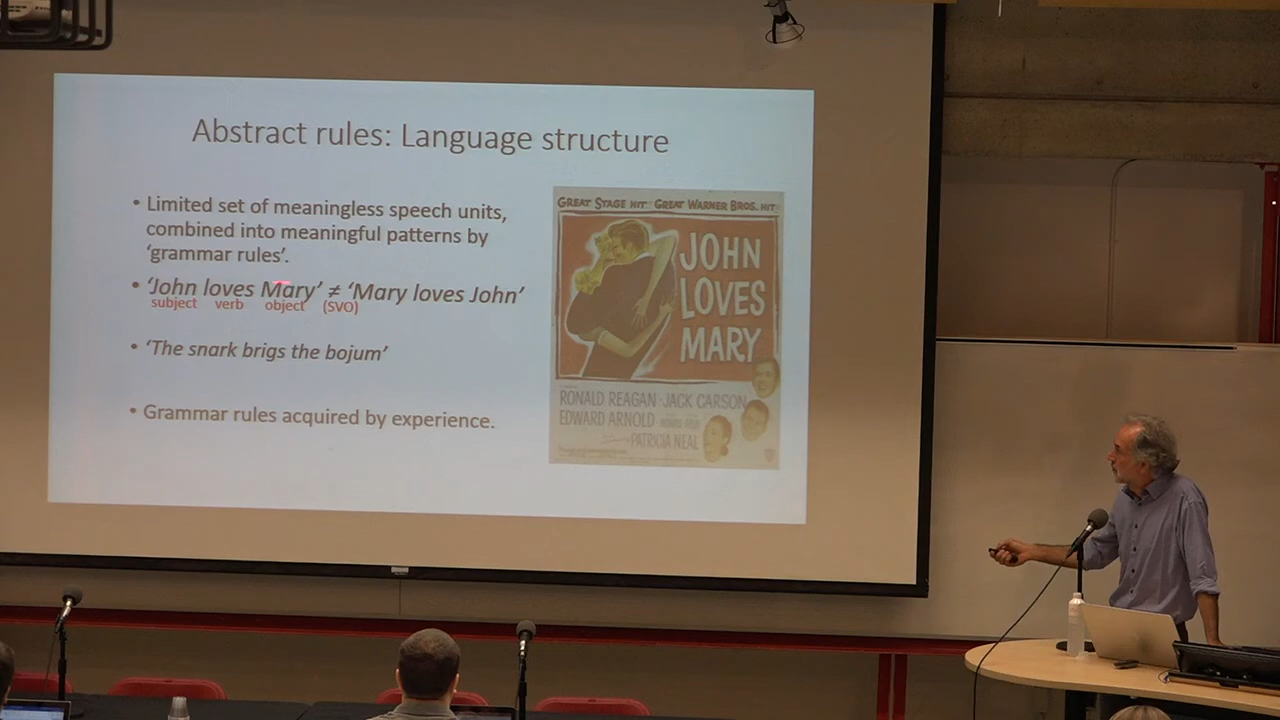 Abstract rules: Language structure
• Limited set of meaningless speech units,
combined into meaningful patterns by
'grammar rules'.
• 'John loves Mary' ≠ 'Mary loves John'
subject verb object (SVO)
• 'The snark brigs the bojum'
• Grammar rules acquired by experience.
GREAT STAGE HIT GREAT WARNER BROS. HIT
JOHN
LOVES
MARY
RONALD REAGAN · JACK CARSON
EDWARD ARNOLD
PATRICIA NEAL